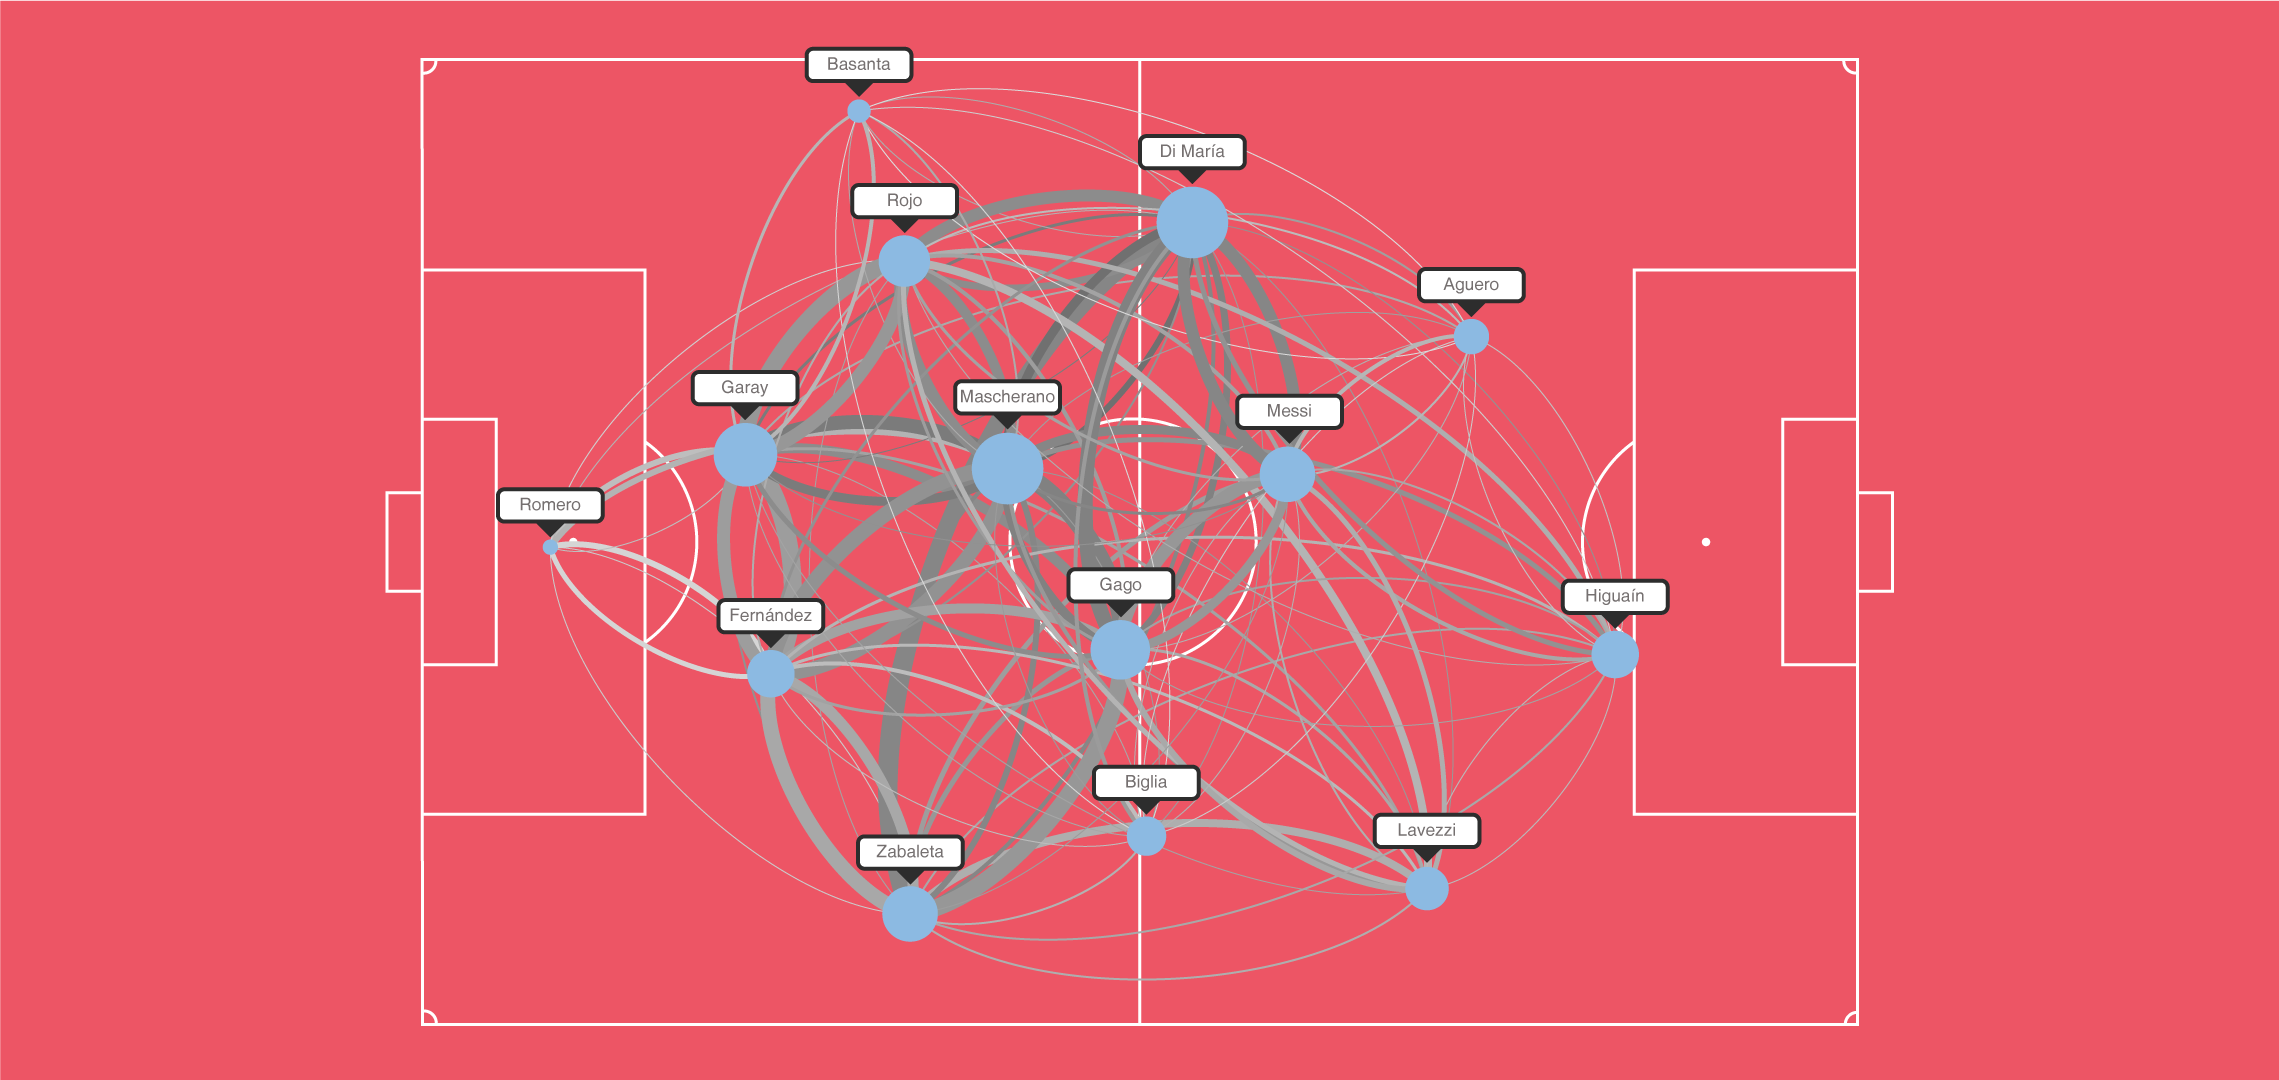 Basanta
Di María
Rojo
Aguero
Garay
Mascherano
Messi
Romero
Gago
Higuaín
Fernández
Biglia
Lavezzi
Zabaleta